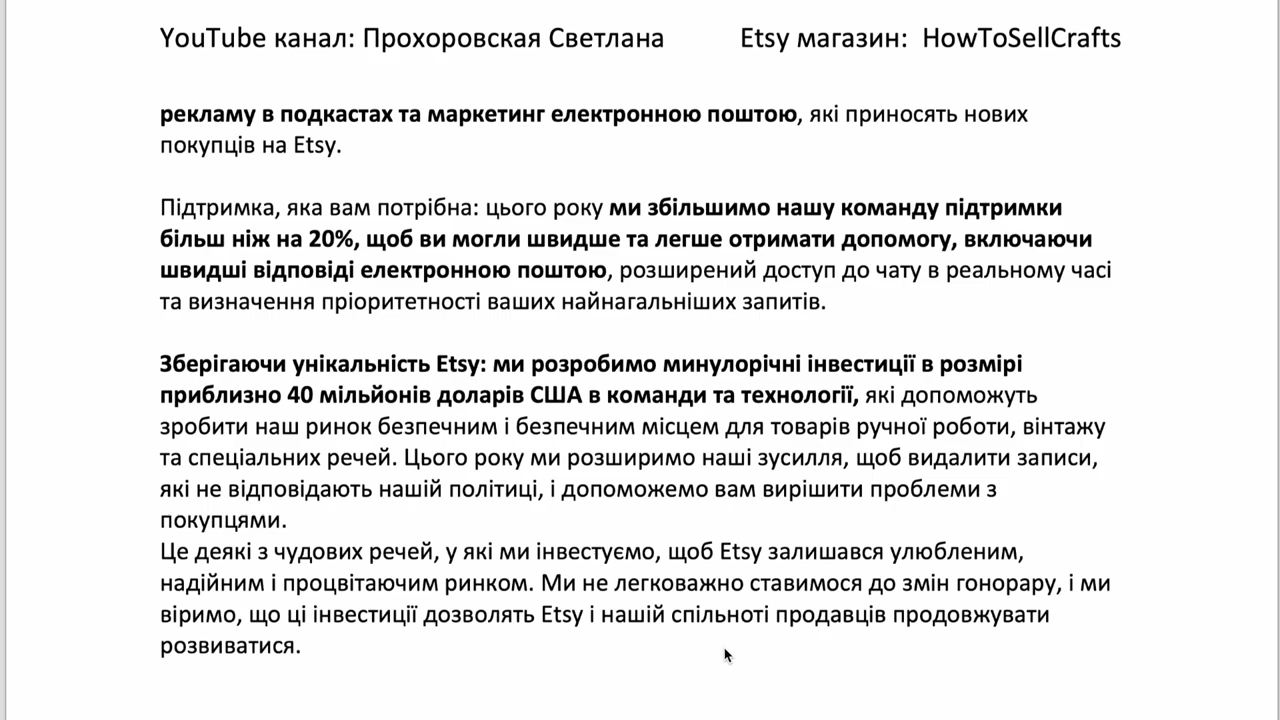 YouTube канал: Прохоровская Светлана Etsy магазин: HowToSellCrafts
рекламу в подкастах та маркетинг електронною поштою, які приносять нових
покупців на Etsy.
Підтримка, яка вам потрібна: цього року ми збільшимо нашу команду підтримки
більш ніж на 20%, щоб ви могли швидше та легше отримати допомогу, включаючи
швидші відповіді електронною поштою, розширений доступ до чату в реальному часі
та визначення пріоритетності ваших найнагальніших запитів.
Зберігаючи унікальність Etsy: ми розробимо минулорічні інвестиції в розмірі
приблизно 40 мільйонів доларів США в команди та технології, які допоможуть
зробити наш ринок безпечним і безпечним місцем для товарів ручної роботи, вінтажу
та спеціальних речей. Цього року ми розширимо наші зусилля, щоб видалити записи,
які не відповідають нашій політиці, і допоможемо вам вирішити проблеми з
покупцями.
Це деякі з чудових речей, у які ми інвестуємо, щоб Etsy залишався улюбленим,
надійним і процвітаючим ринком. Ми не легковажно ставимося до змін гонорару, і ми
віримо, що ці інвестиції дозволять Etsy і нашій спільноті продавців продовжувати
розвиватися.